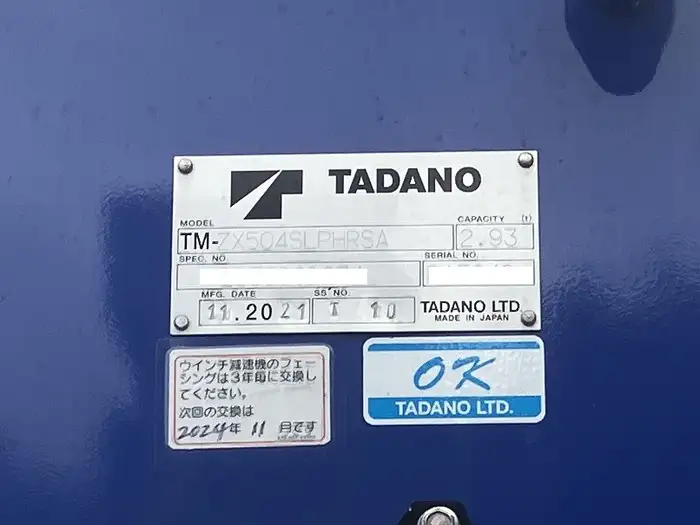 TADANO
MODEL
CAPACITY (t)
TM-ZX504SLPHRSA
2.93
SPEC. NO.
SERIAL NO.
MFG. DATE
SS NO.
11.2021
T 10
TADANO LTD.
MADE IN JAPAN
ウインチ減速機のフェー
シングは3年毎に交換し
てください。
次回の交換は
2024年 11 月です
OK
TADANO LTD.